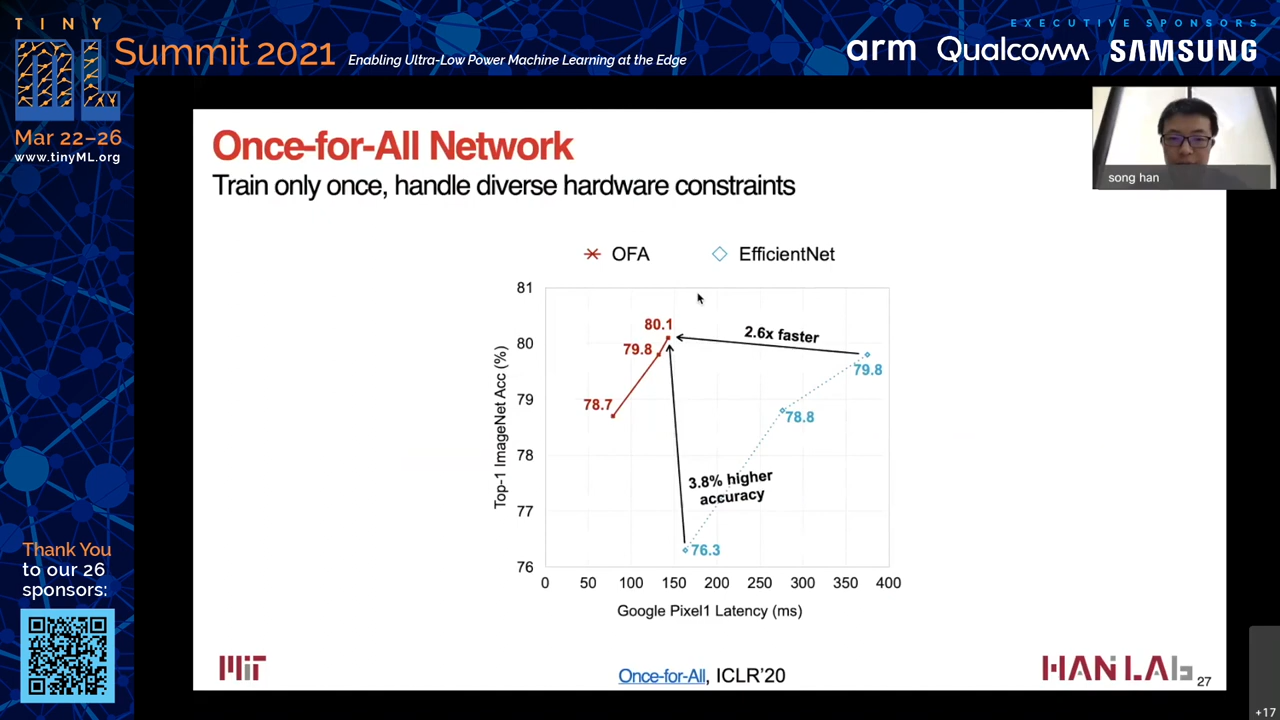 TINY
ML
Summit 2021
Enabling Ultra-Low Power Machine Learning at the Edge
EXECUTIVE SPONSORS
arm Qualcomm SAMSUNG
Mar 22–26
www.tinyML.org
song han
Once-for-All Network
Train only once, handle diverse hardware constraints
OFA EfficientNet
81
80
79
78
77
76
Top-1 ImageNet Acc (%)
80.1
79.8
78.7
2.6x faster
79.8
78.8
3.8% higher
accuracy
76.3
0 50 100 150 200 250 300 350 400
Google Pixel1 Latency (ms)
Thank You
to our 26
sponsors:
MIT
Once-for-All, ICLR'20
HAN LAb
27
+17